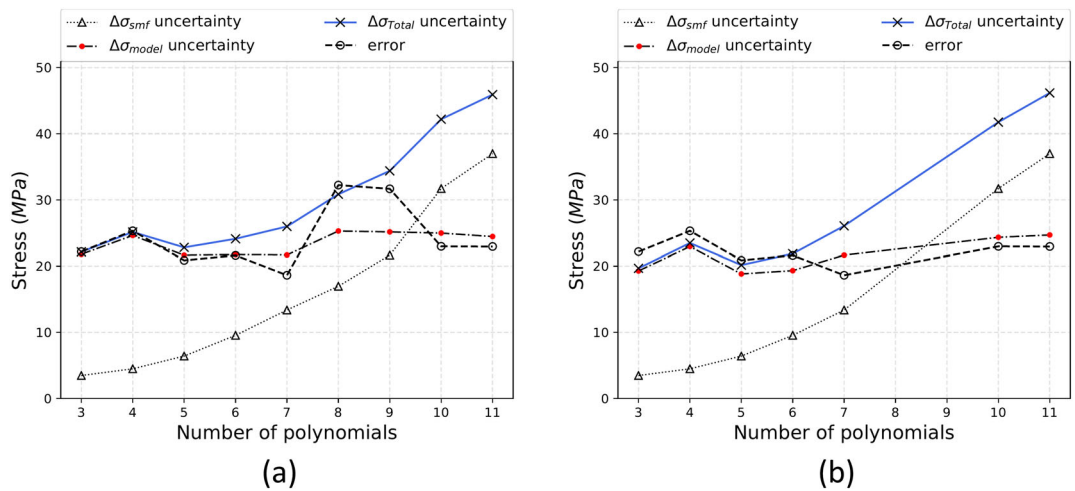 Δσsmf uncertainty
Δσmodel uncertainty
ΔσTotal uncertainty
error
50
40
30
20
10
0
Stress (MPa)
3 4 5 6 7 8 9 10 11
Number of polynomials
(a)
Δσsmf uncertainty
Δσmodel uncertainty
ΔσTotal uncertainty
error
50
40
30
20
10
0
Stress (MPa)
3 4 5 6 7 8 9 10 11
Number of polynomials
(b)